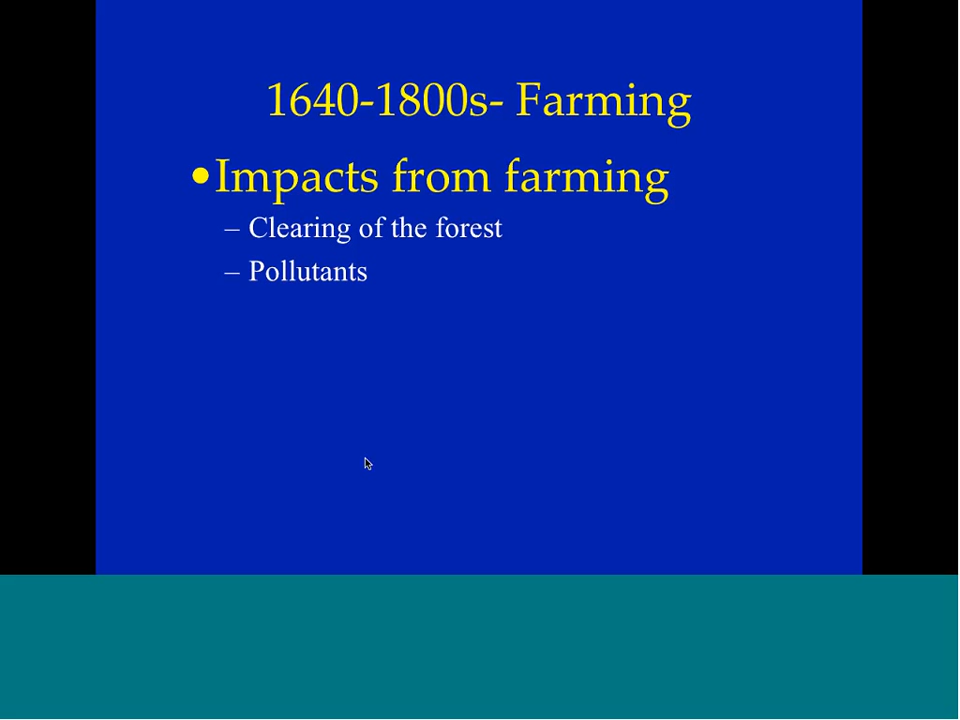 1640-1800s- Farming
•Impacts from farming
– Clearing of the forest
– Pollutants